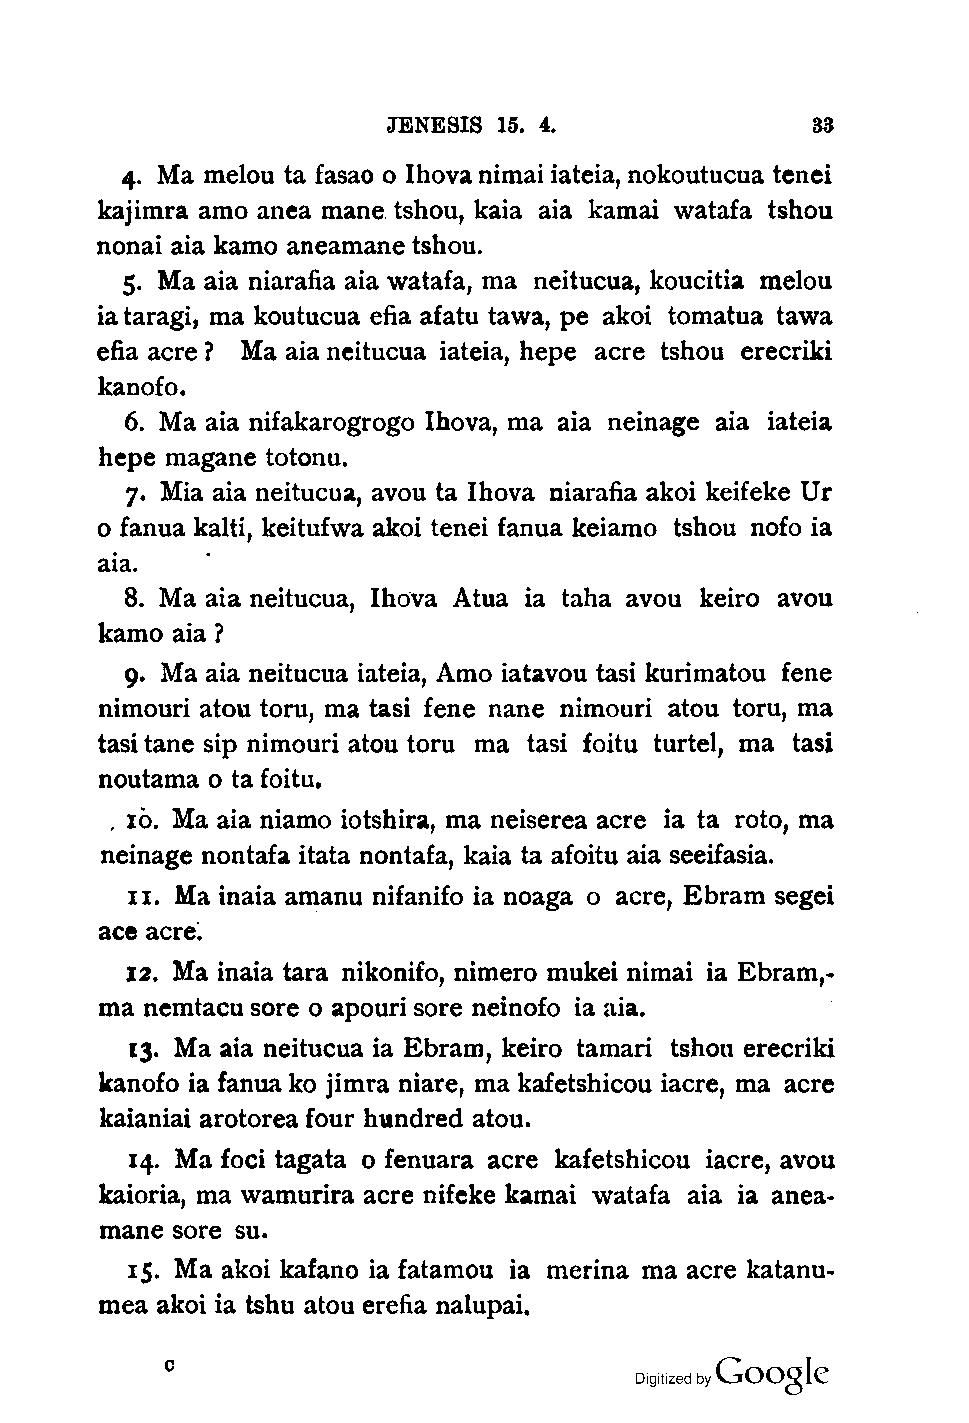 JENESIS 15. 4. 33
4. Ma melou ta fasao o Ihova nimai iateia, nokoutucua tenei
kajimra amo anea mane tshou, kaia aia kamai watafa tshou
nonai aia kamo aneamane tshou.
5. Ma aia niarafia aia watafa, ma neitucua, koucitia melou
ia taragi, ma koutucua efia afatu tawa, pe akoi tomatua tawa
efia acre? Ma aia neitucua iateia, hepe acre tshou erecriki
kanofo.
6. Ma aia nifakarogrogo Ihova, ma aia neinage aia iateia
hepe magane totonu.
7. Mia aia neitucua, avou ta Ihova niarafia akoi keifeke Ur
o fanua kalti, keitufwa akoi tenei fanua keiamo tshou nofo ia
aia.
8. Ma aia neitucua, Ihova Atua ia taha avou keiro avou
kamo aia?
9. Ma aia neitucua iateia, Amo iatavou tasi kurimatou fene
nimouri atou toru, ma tasi fene nane nimouri atou toru, ma
tasi tane sip nimouri atou toru ma tasi foitu turtel, ma tasi
noutama o ta foitu.
10. Ma aia niamo iotshira, ma neiserea acre ia ta roto, ma
neinage nontafa itata nontafa, kaia ta afoitu aia seeifasia.
11. Ma inaia amanu nifanifo ia noaga o acre, Ebram segei
ace acre.
12. Ma inaia tara nikonifo, nimero mukei nimai ia Ebram,-
ma nemtacu sore o apouri sore neinofo ia aia.
13. Ma aia neitucua ia Ebram, keiro tamari tshou erecriki
kanofo ia fanua ko jimra niare, ma kafetshicou iacre, ma acre
kaianiai arotorea four hundred atou.
14. Ma foci tagata o fenuara acre kafetshicou iacre, avou
kaioria, ma wamurira acre nifeke kamai watafa aia ia anea-
mane sore su.
15. Ma akoi kafano ia fatamou ia merina ma acre katanu-
mea akoi ia tshu atou erefia nalupai.
C
Digitized by Google